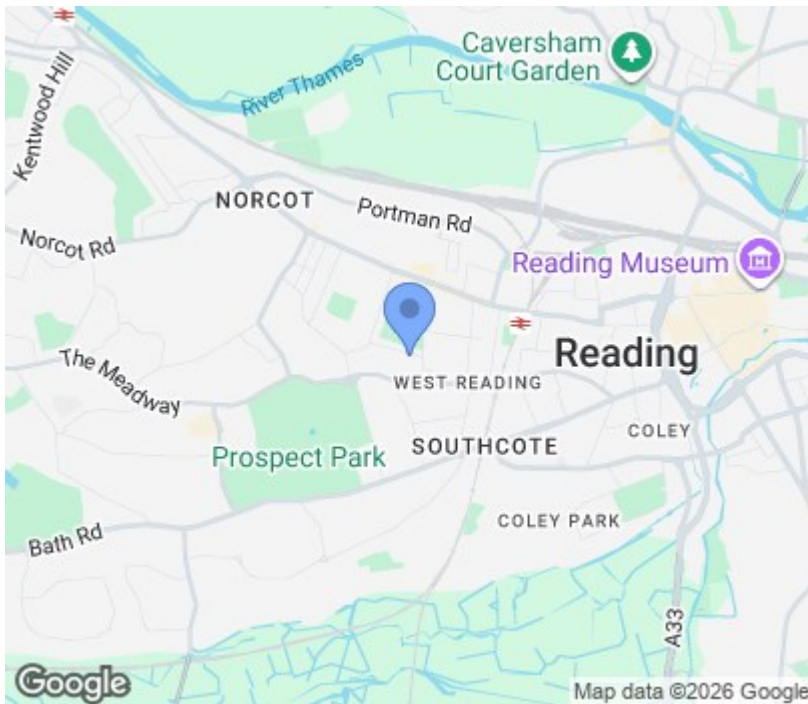 Caversham
Court Garden
River Thames
Kentwood Hill
NORCOT
Portman Rd
Norcot Rd
Reading Museum
Reading
The Meadway
WEST READING
COLEY
SOUTHCOTE
Prospect Park
COLEY PARK
Bath Rd
A33
Google
Map data ©2026 Google